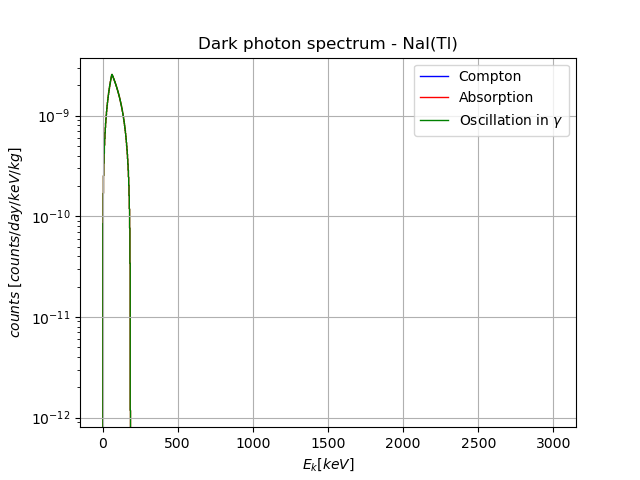 Dark photon spectrum - NaI(Tl)
Compton
Absorption
Oscillation in γ
counts [counts/day/keV/kg]
10⁻⁹
10⁻¹⁰
10⁻¹¹
10⁻¹²
0 500 1000 1500 2000 2500 3000
Eₖ[keV]